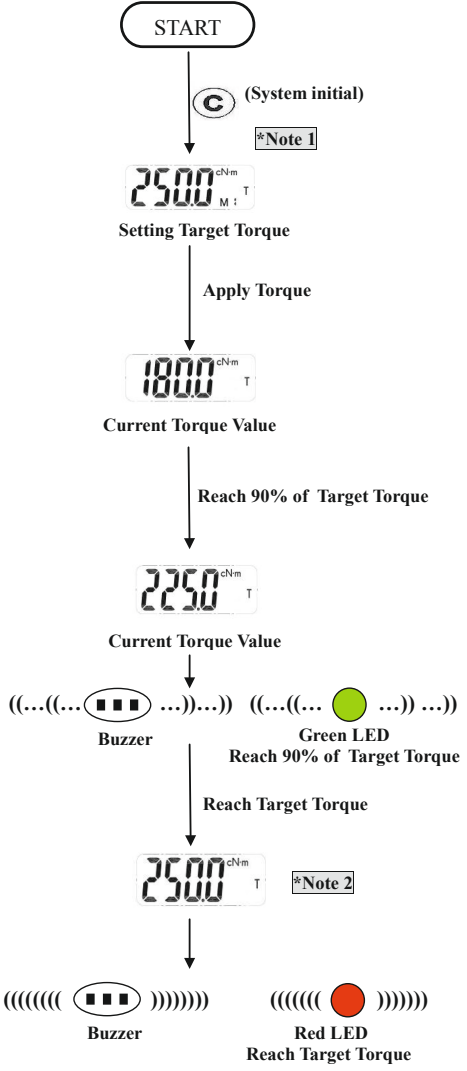 START
C
(System initial)
*Note 1
250.0 cN·m
M: T
Setting Target Torque
Apply Torque
180.0 cN·m
T
Current Torque Value
Reach 90% of Target Torque
225.0 cN·m
T
Current Torque Value
((…((… …))…)) ((…((… …)) …))
Buzzer
Green LED
Reach 90% of Target Torque
Reach Target Torque
250.0 cN·m
T
*Note 2
(((((((( )))))))) ((((((( )))))))
Buzzer
Red LED
Reach Target Torque